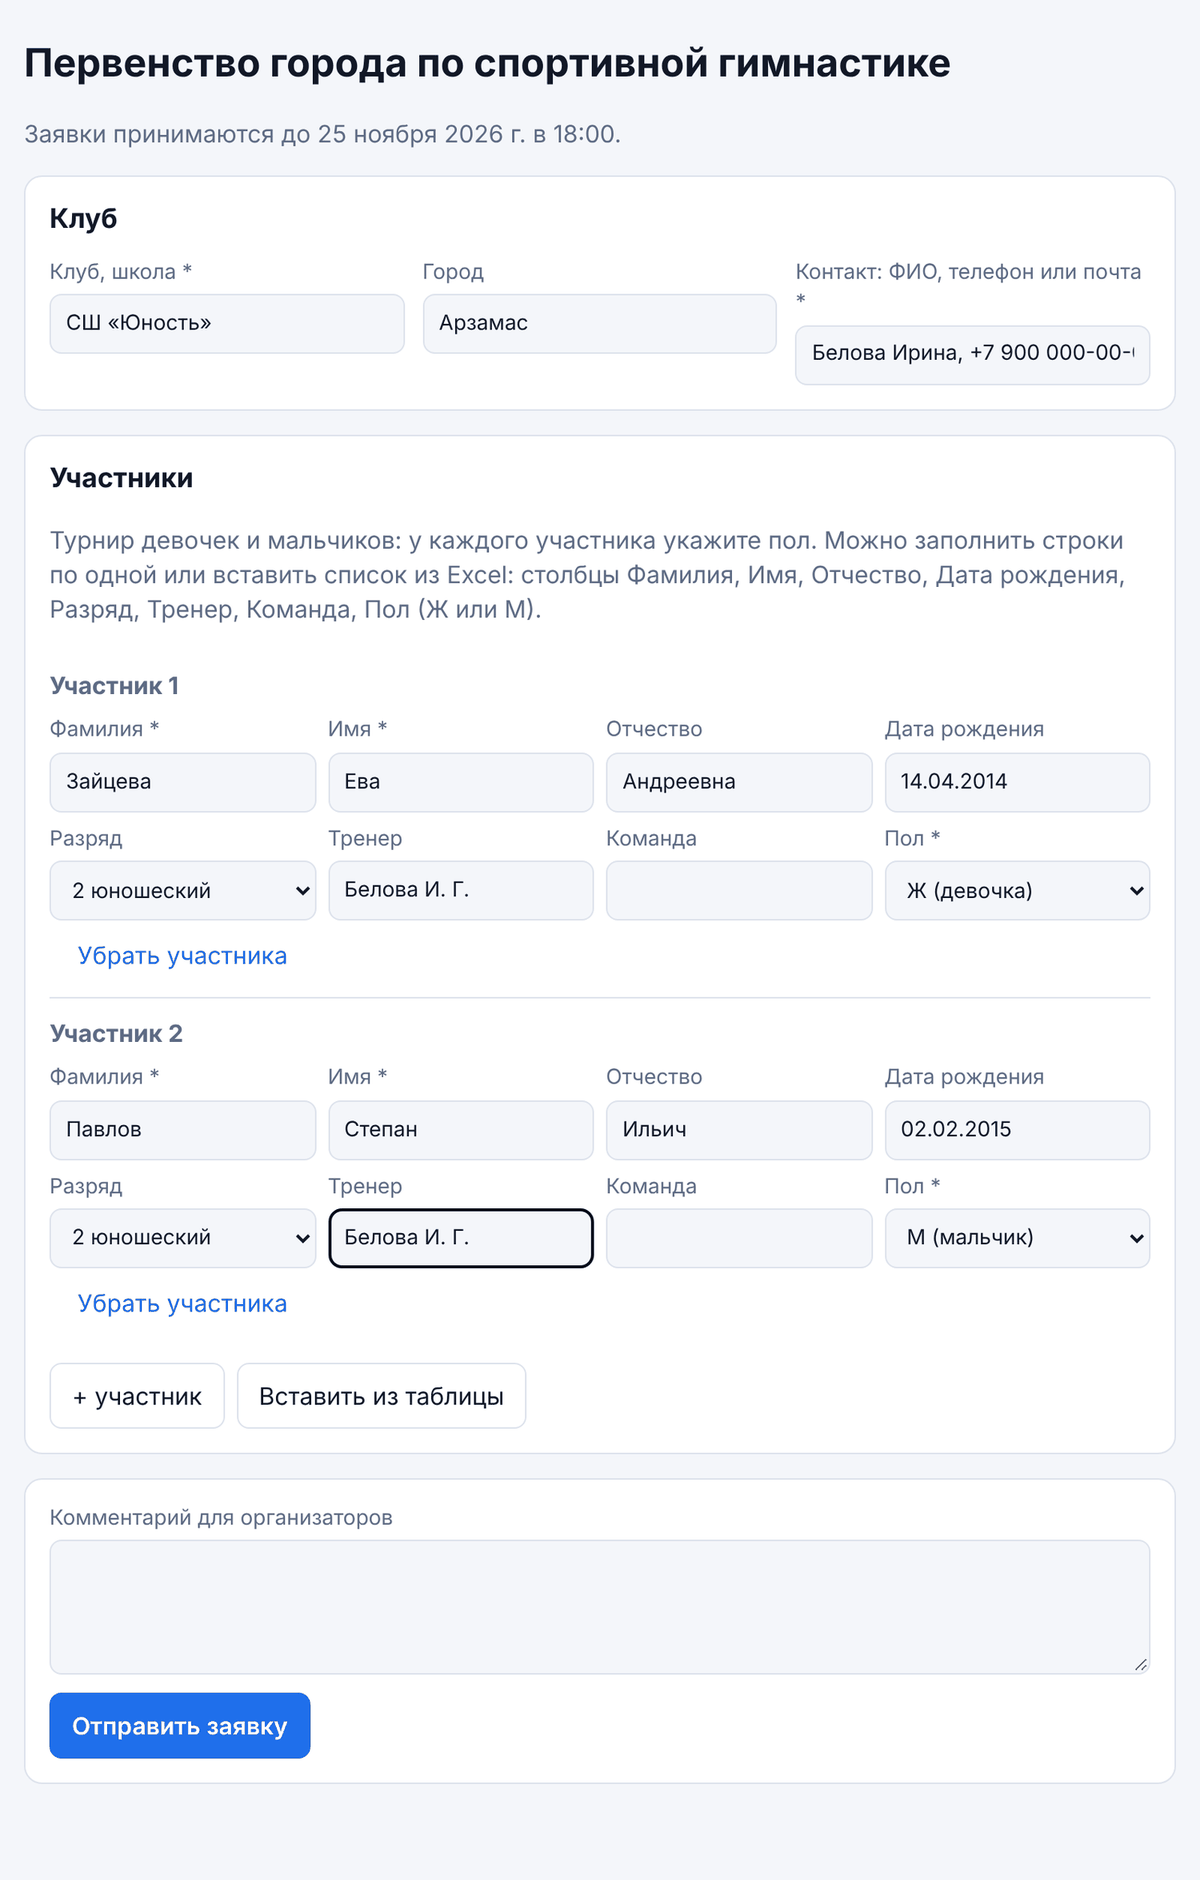 Первенство города по спортивной гимнастике
Заявки принимаются до 25 ноября 2026 г. в 18:00.
Клуб
Клуб, школа *
Город
Контакт: ФИО, телефон или почта
*
СШ «Юность»
Арзамас
Белова Ирина, +7 900 000-00-
Участники
Турнир девочек и мальчиков: у каждого участника укажите пол. Можно заполнить строки
по одной или вставить список из Excel: столбцы Фамилия, Имя, Отчество, Дата рождения,
Разряд, Тренер, Команда, Пол (Ж или М).
Участник 1
Фамилия *
Имя *
Отчество
Дата рождения
Зайцева
Ева
Андреевна
14.04.2014
Разряд
Тренер
Команда
Пол *
2 юношеский
Белова И. Г.
Ж (девочка)
Убрать участника
Участник 2
Фамилия *
Имя *
Отчество
Дата рождения
Павлов
Степан
Ильич
02.02.2015
Разряд
Тренер
Команда
Пол *
2 юношеский
Белова И. Г.
М (мальчик)
Убрать участника
+ участник
Вставить из таблицы
Комментарий для организаторов
Отправить заявку